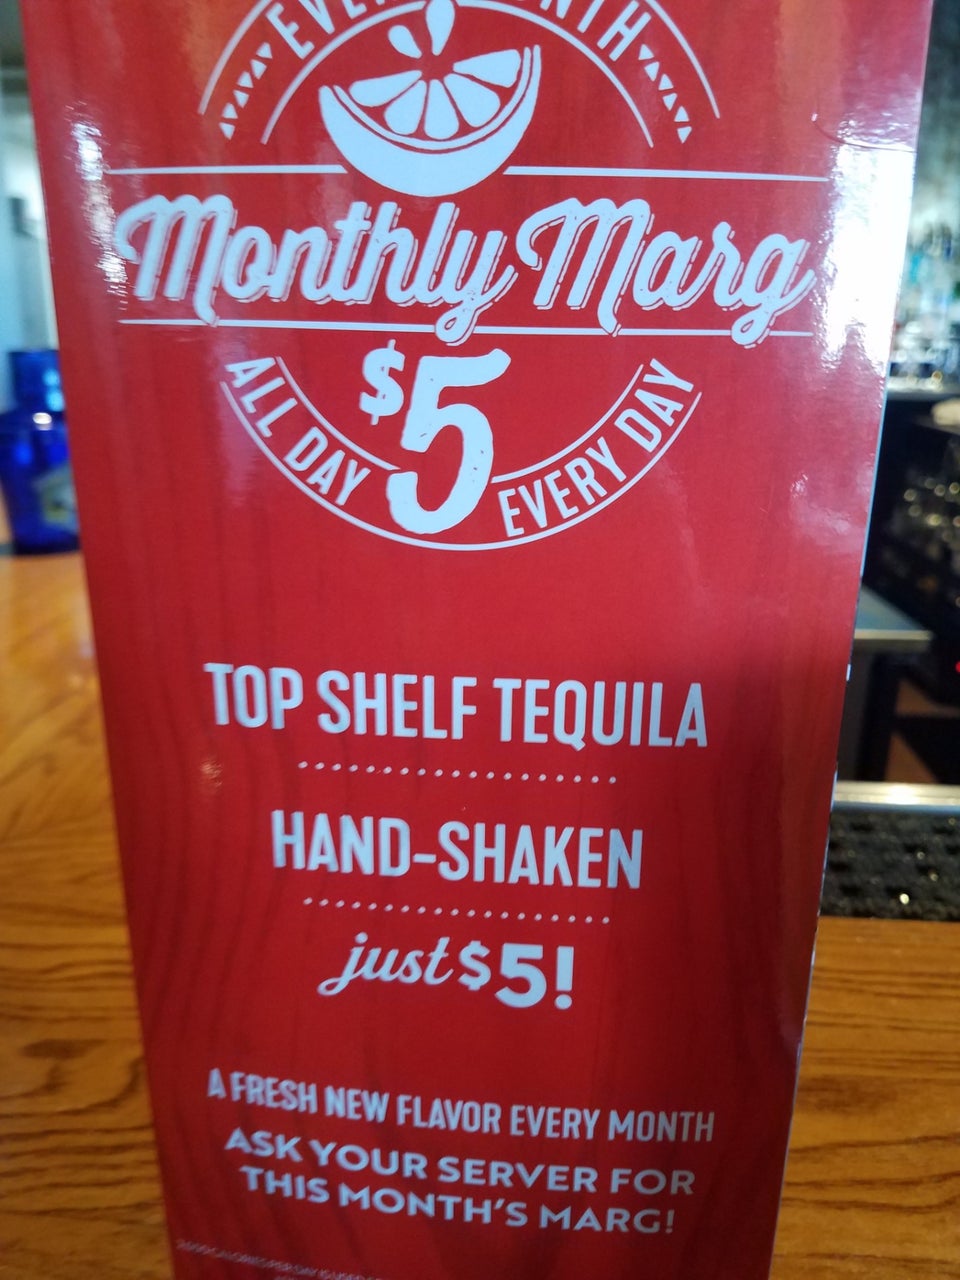 Monthly Marg
$5
ALL DAY
EVERY DAY
TOP SHELF TEQUILA
HAND-SHAKEN
just $5!
A FRESH NEW FLAVOR EVERY MONTH
ASK YOUR SERVER FOR
THIS MONTH'S MARG!